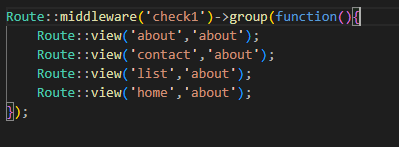 Route::middleware('check1')->group(function(){
    Route::view('about','about');
    Route::view('contact','about');
    Route::view('list','about');
    Route::view('home','about');
});